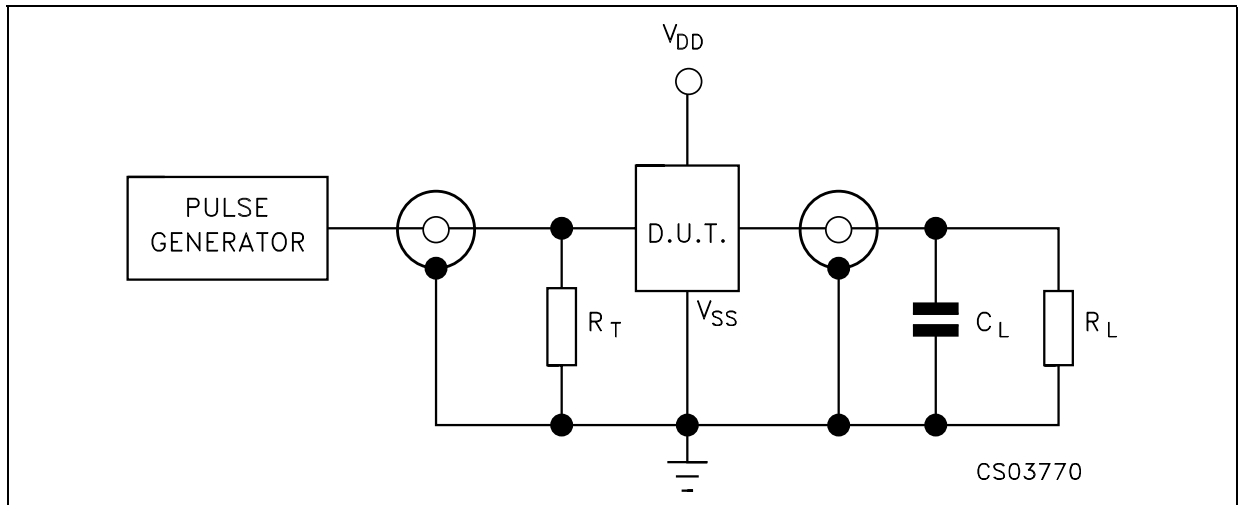 VDD
PULSE
GENERATOR
D.U.T.
VSS
RT
CL
RL
CS03770